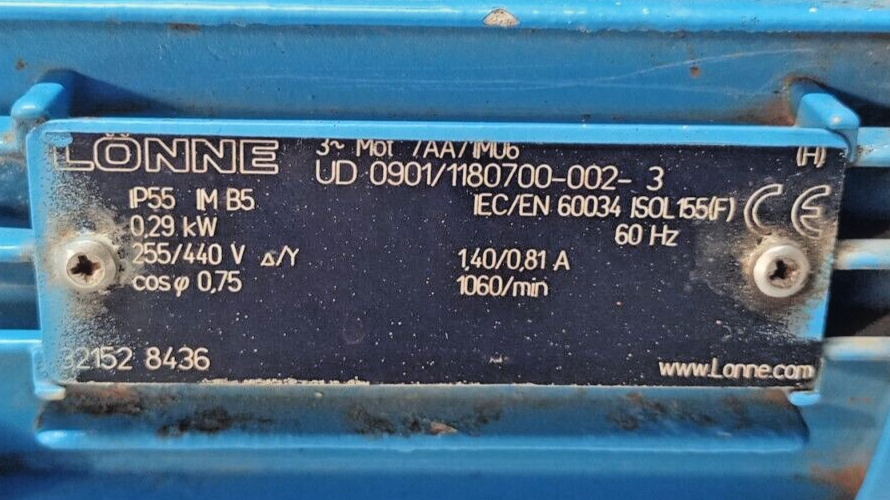 LÖNNE
3~ Mot 7AA71M06 (H)
UD 0901/1180700-002- 3
IP55 IM B5 IEC/EN 60034 ISOL155(F) CE
0,29 kW 60 Hz
255/440 V Δ/Y 1,40/0,81 A
cosφ 0,75 1060/min
32152 8436 www.Lonne.com